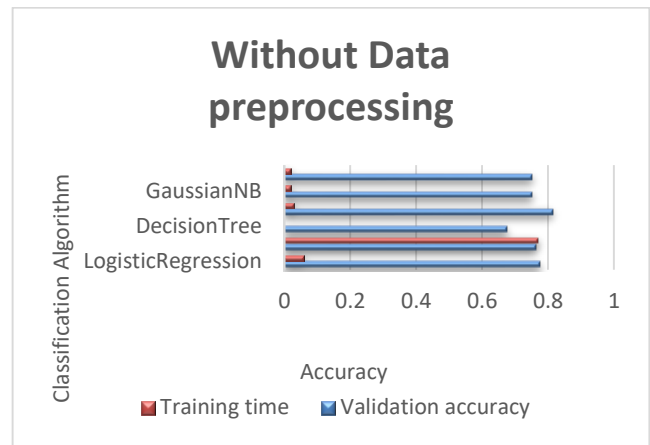 Without Data
preprocessing
Classification Algorithm
GaussianNB
DecisionTree
LogisticRegression
0 0.2 0.4 0.6 0.8 1
Accuracy
Training time Validation accuracy